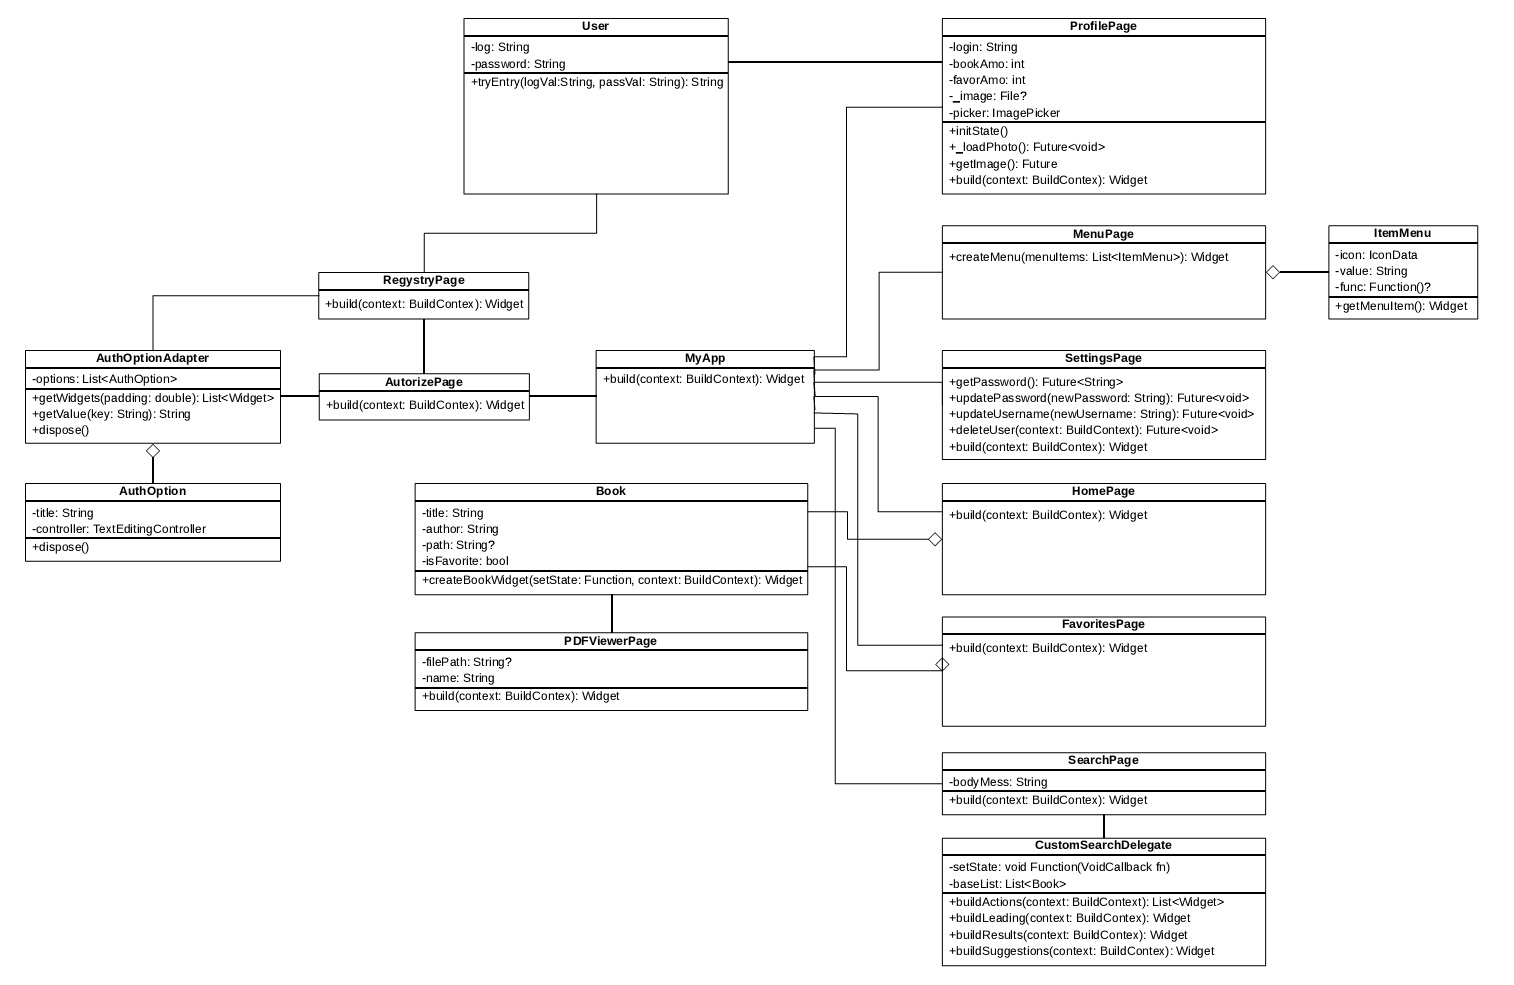 User
-log: String
-password: String
+tryEntry(logVal:String, passVal: String): String
ProfilePage
-login: String
-bookAmo: int
-favorAmo: int
-_image: File?
-picker: ImagePicker
+initState()
+_loadPhoto(): Future<void>
+getImage(): Future
+build(context: BuildContex): Widget
MenuPage
+createMenu(menuItems: List<ItemMenu>): Widget
ItemMenu
-icon: IconData
-value: String
-func: Function()?
+getMenuItem(): Widget
RegystryPage
+build(context: BuildContex): Widget
AuthOptionAdapter
-options: List<AuthOption>
+getWidgets(padding: double): List<Widget>
+getValue(key: String): String
+dispose()
AutorizePage
+build(context: BuildContex): Widget
MyApp
+build(context: BuildContext): Widget
SettingsPage
+getPassword(): Future<String>
+updatePassword(newPassword: String): Future<void>
+updateUsername(newUsername: String): Future<void>
+deleteUser(context: BuildContext): Future<void>
+build(context: BuildContex): Widget
AuthOption
-title: String
-controller: TextEditingController
+dispose()
Book
-title: String
-author: String
-path: String?
-isFavorite: bool
+createBookWidget(setState: Function, context: BuildContext): Widget
HomePage
+build(context: BuildContex): Widget
PDFViewerPage
-filePath: String?
-name: String
+build(context: BuildContex): Widget
FavoritesPage
+build(context: BuildContex): Widget
SearchPage
-bodyMess: String
+build(context: BuildContex): Widget
CustomSearchDelegate
-setState: void Function(VoidCallback fn)
-baseList: List<Book>
+buildActions(context: BuildContext): List<Widget>
+buildLeading(context: BuildContex): Widget
+buildResults(context: BuildContex): Widget
+buildSuggestions(context: BuildContex): Widget